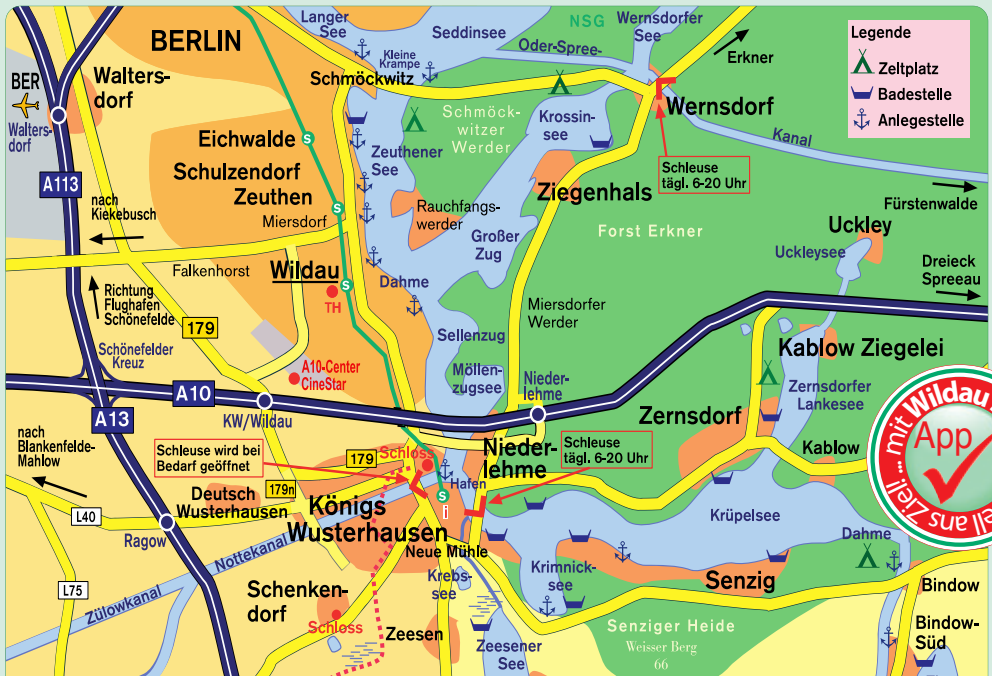 Langer
See
Seddinsee
NSG
Wernsdorfer
See
Legende
Zeltplatz
Badestelle
Anlegestelle
BERLIN
Kleine
Krampe
Oder-Spree-
Erkner
BER
Walters-
dorf
Walters-
dorf
Schmöckwitz
Wernsdorf
Schmöck-
witzer
Werder
Krossin-
see
Kanal
Eichwalde
S
Zeuthener
See
Schulzendorf
Zeuthen
S
Miersdorf
Schleuse
tägl. 6-20 Uhr
A113
nach
Kiekebusch
Ziegenhals
Rauchfangs-
werder
Fürstenwalde
Großer
Zug
Forst Erkner
Uckley
Uckleysee
Falkenhorst
Wildau
S
TH
Dahme
Dreieck
Spreeau
Richtung
Flughafen
Schönefelde
179
Miersdorfer
Werder
Sellenzug
Schönefelder
Kreuz
A10-Center
CineStar
Möllen-
zugsee
Nieder-
lehme
Kablow Ziegelei
A10
A13
KW/Wildau
Zernsdorfer
Lankesee
Zernsdorf
...mit Wildau
App
ell ans Ziel!
nach
Blankenfelde-
Mahlow
Schleuse wird bei
Bedarf geöffnet
179
Schloss
Nieder-
lehme
Schleuse
tägl. 6-20 Uhr
Kablow
179n
Hafen
S
i
Deutsch
Wusterhausen
Königs
Wusterhausen
L40
Ragow
Krüpelsee
Dahme
Nottekanal
Neue Mühle
Krebs-
see
Krimnick-
see
Senzig
Bindow
L75
Zülowkanal
Schenken-
dorf
Schloss
Zeesen
Zeesener
See
Senziger Heide
Weisser Berg
66
Bindow-
Süd